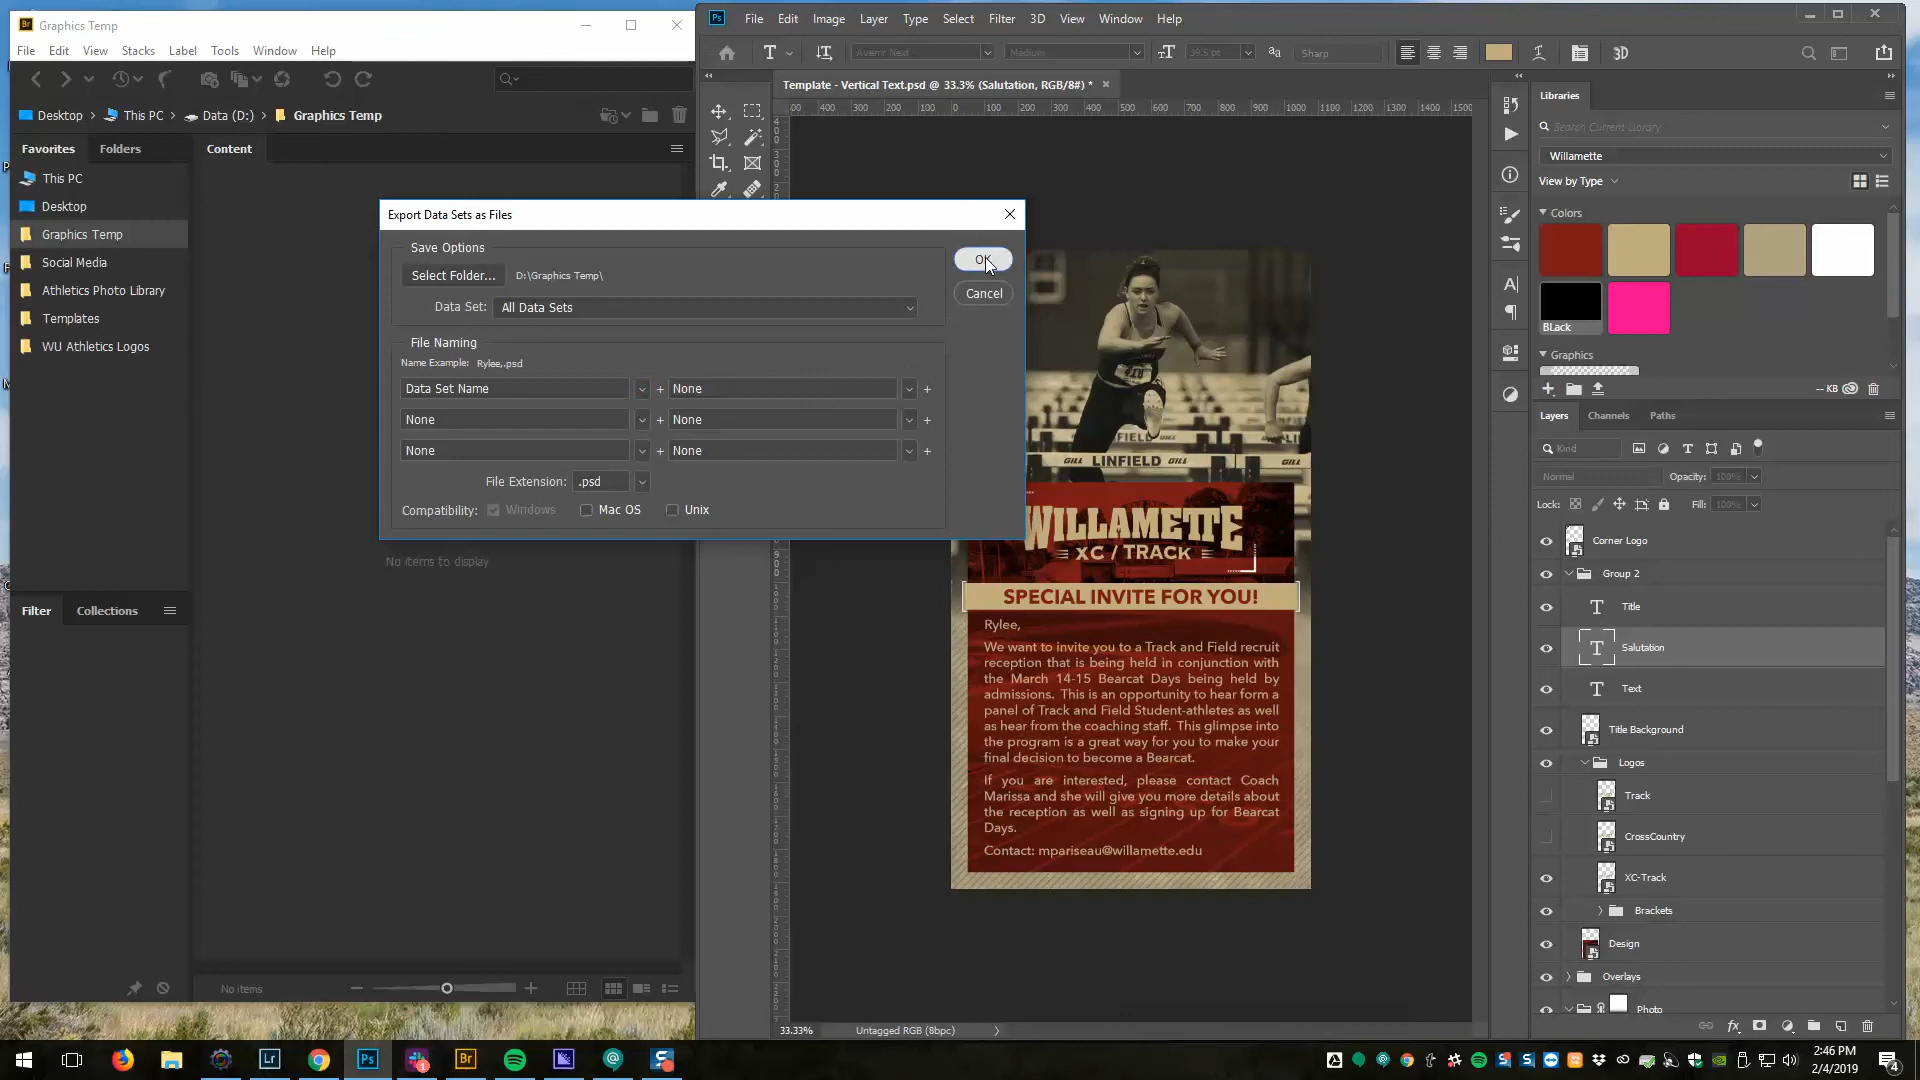 Br Graphics Temp
File Edit View Stacks Label Tools Window Help
Desktop This PC Data (D:) Graphics Temp
Favorites Folders
Content
This PC
Desktop
Graphics Temp
Social Media
Athletics Photo Library
Templates
WU Athletics Logos
No items to display
Filter Collections
No items
Ps File Edit Image Layer Type Select Filter 3D View Window Help
Medium 39.5 pt Sharp 3D
Template - Vertical Text.psd @ 33.3% (Salutation, RGB/8#) *
Export Data Sets as Files
Save Options
Select Folder... D:\Graphics Temp\
Data Set: All Data Sets
OK
Cancel
File Naming
Name Example: Rylee,.psd
Data Set Name + None +
None + None +
None + None +
File Extension: .psd
Compatibility: Windows Mac OS Unix
GILL LINFIELD GILL
GILL
WILLAMETTE
XC / TRACK
SPECIAL INVITE FOR YOU!
Rylee,
We want to invite you to a Track and Field recruit
reception that is being held in conjunction with
the March 14-15 Bearcat Days being held by
admissions. This is an opportunity to hear form a
panel of Track and Field Student-athletes as well
as hear from the coaching staff. This glimpse into
the program is a great way for you to make your
final decision to become a Bearcat.
If you are interested, please contact Coach
Marissa and she will give you more details about
the reception as well as signing up for Bearcat
Days.
Contact: mpariseau@willamette.edu
33.33% Untagged RGB (8bpc)
Libraries
Search Current Library
Willamette
View by Type
Colors
BLack
Graphics
-- KB
Layers Channels Paths
Kind
Normal Opacity: 100%
Lock: Fill: 100%
Corner Logo
Group 2
Title
Salutation
Text
Title Background
Logos
Track
CrossCountry
XC-Track
Brackets
Design
Overlays
Photo
Lr Ps Br
2:46 PM
2/4/2019